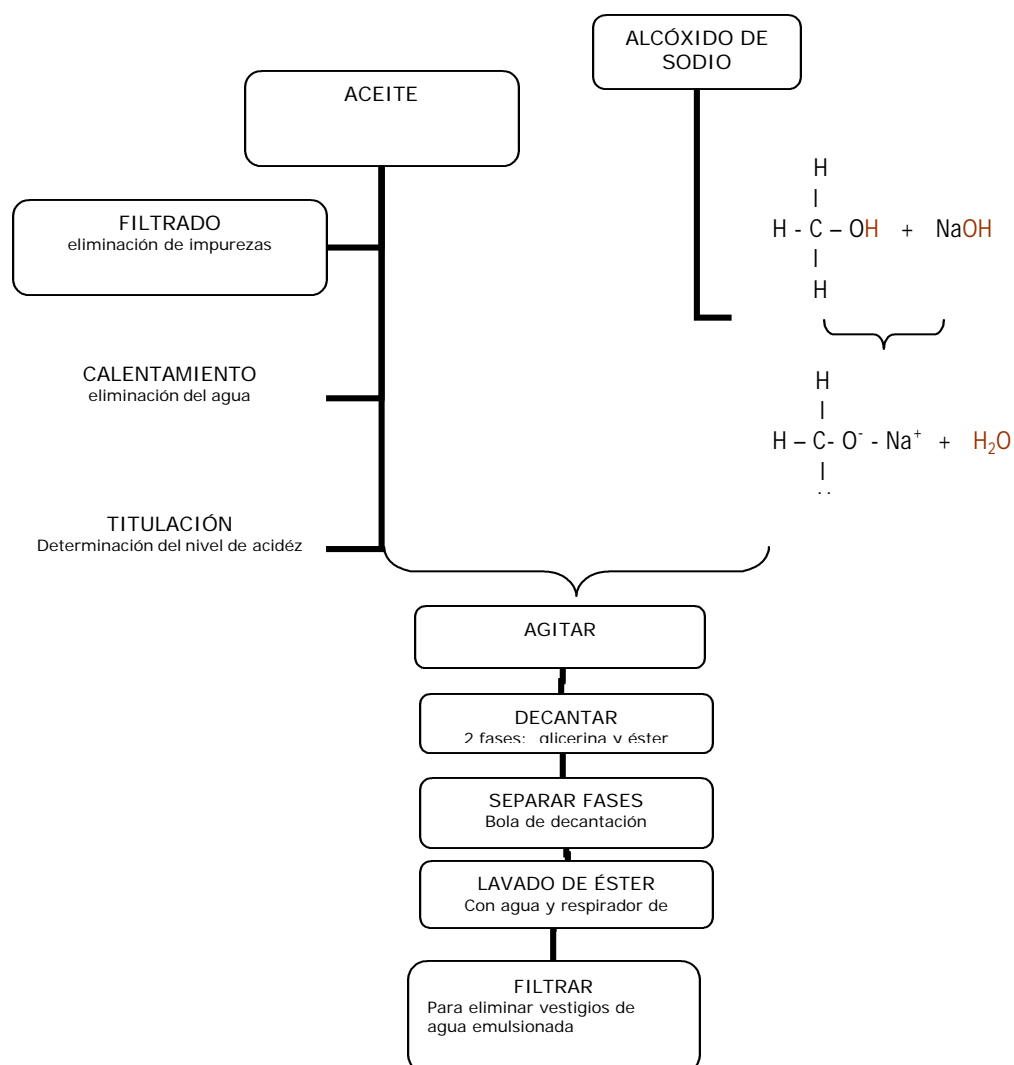 ALCÓXIDO DE
SODIO
ACEITE
FILTRADO
eliminación de impurezas
CALENTAMIENTO
eliminación del agua
TITULACIÓN
Determinación del nivel de acidéz
H
I
H - C – OH + NaOH
I
H
H
I
H – C- O⁻ - Na⁺ + H₂O
I
AGITAR
DECANTAR
2 fases: glicerina y éster
SEPARAR FASES
Bola de decantación
LAVADO DE ÉSTER
Con agua y respirador de
FILTRAR
Para eliminar vestigios de
agua emulsionada